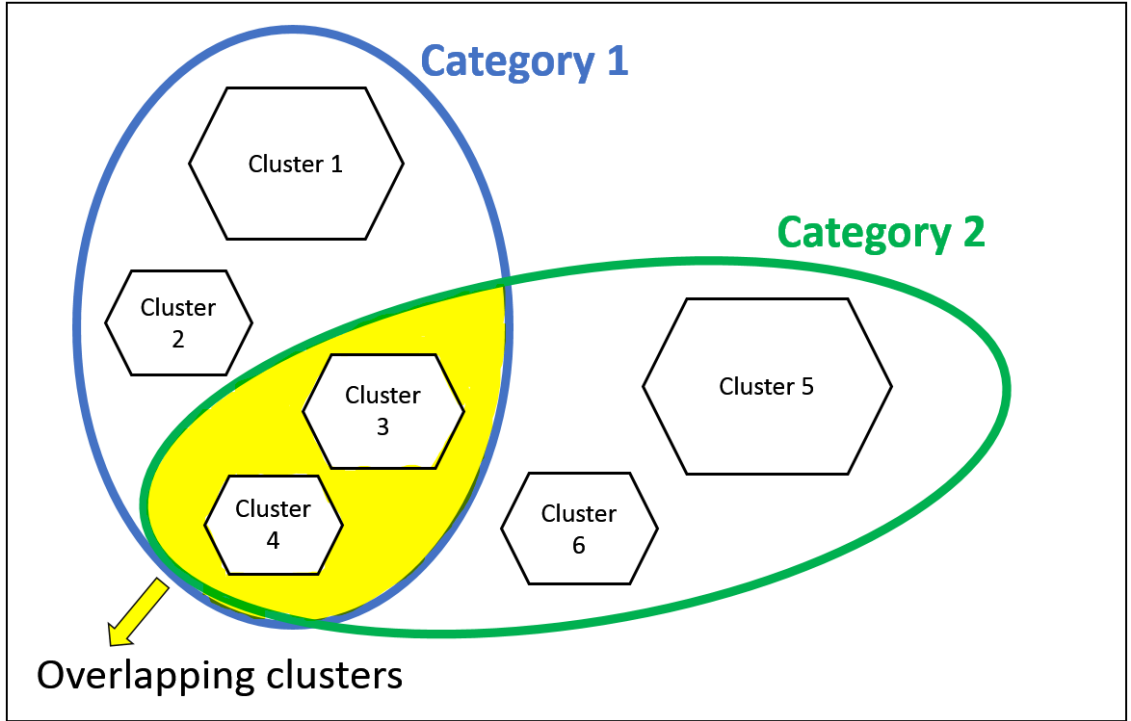 Category 1
Cluster 1
Category 2
Cluster
2
Cluster
3
Cluster 5
Cluster
4
Cluster
6
Overlapping clusters